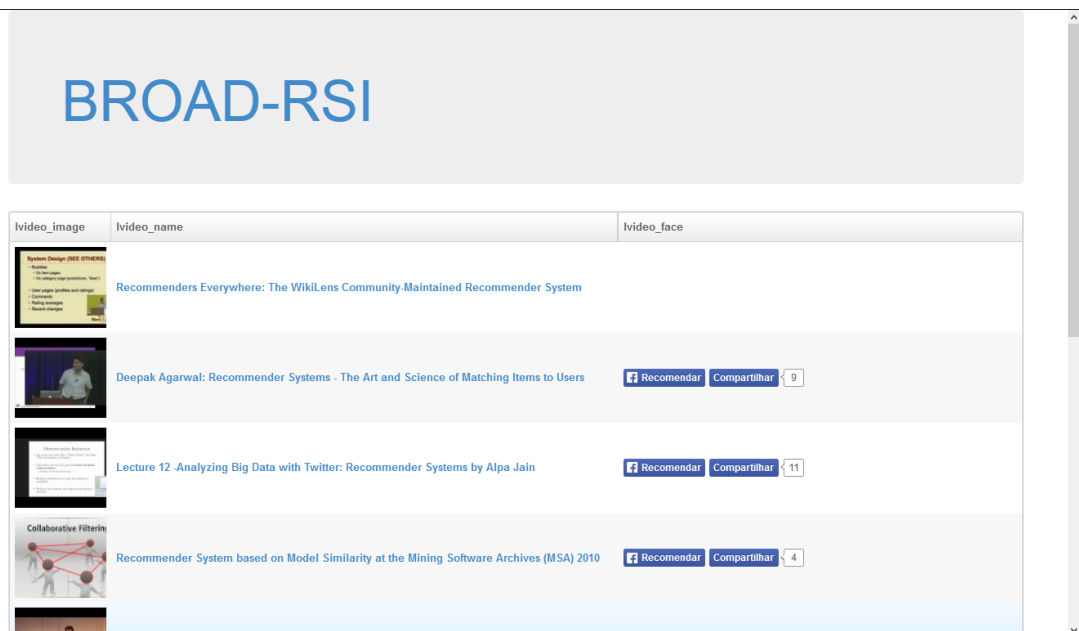 BROAD-RSI
lvideo_image lvideo_name lvideo_face
System Design (SEE OTHERS)
Recommenders Everywhere: The WikiLens Community-Maintained Recommender System
Deepak Agarwal: Recommender Systems - The Art and Science of Matching Items to Users
Recomendar Compartilhar 9
Lecture 12 -Analyzing Big Data with Twitter: Recommender Systems by Alpa Jain
Recomendar Compartilhar 11
Collaborative Filtering
Recommender System based on Model Similarity at the Mining Software Archives (MSA) 2010
Recomendar Compartilhar 4